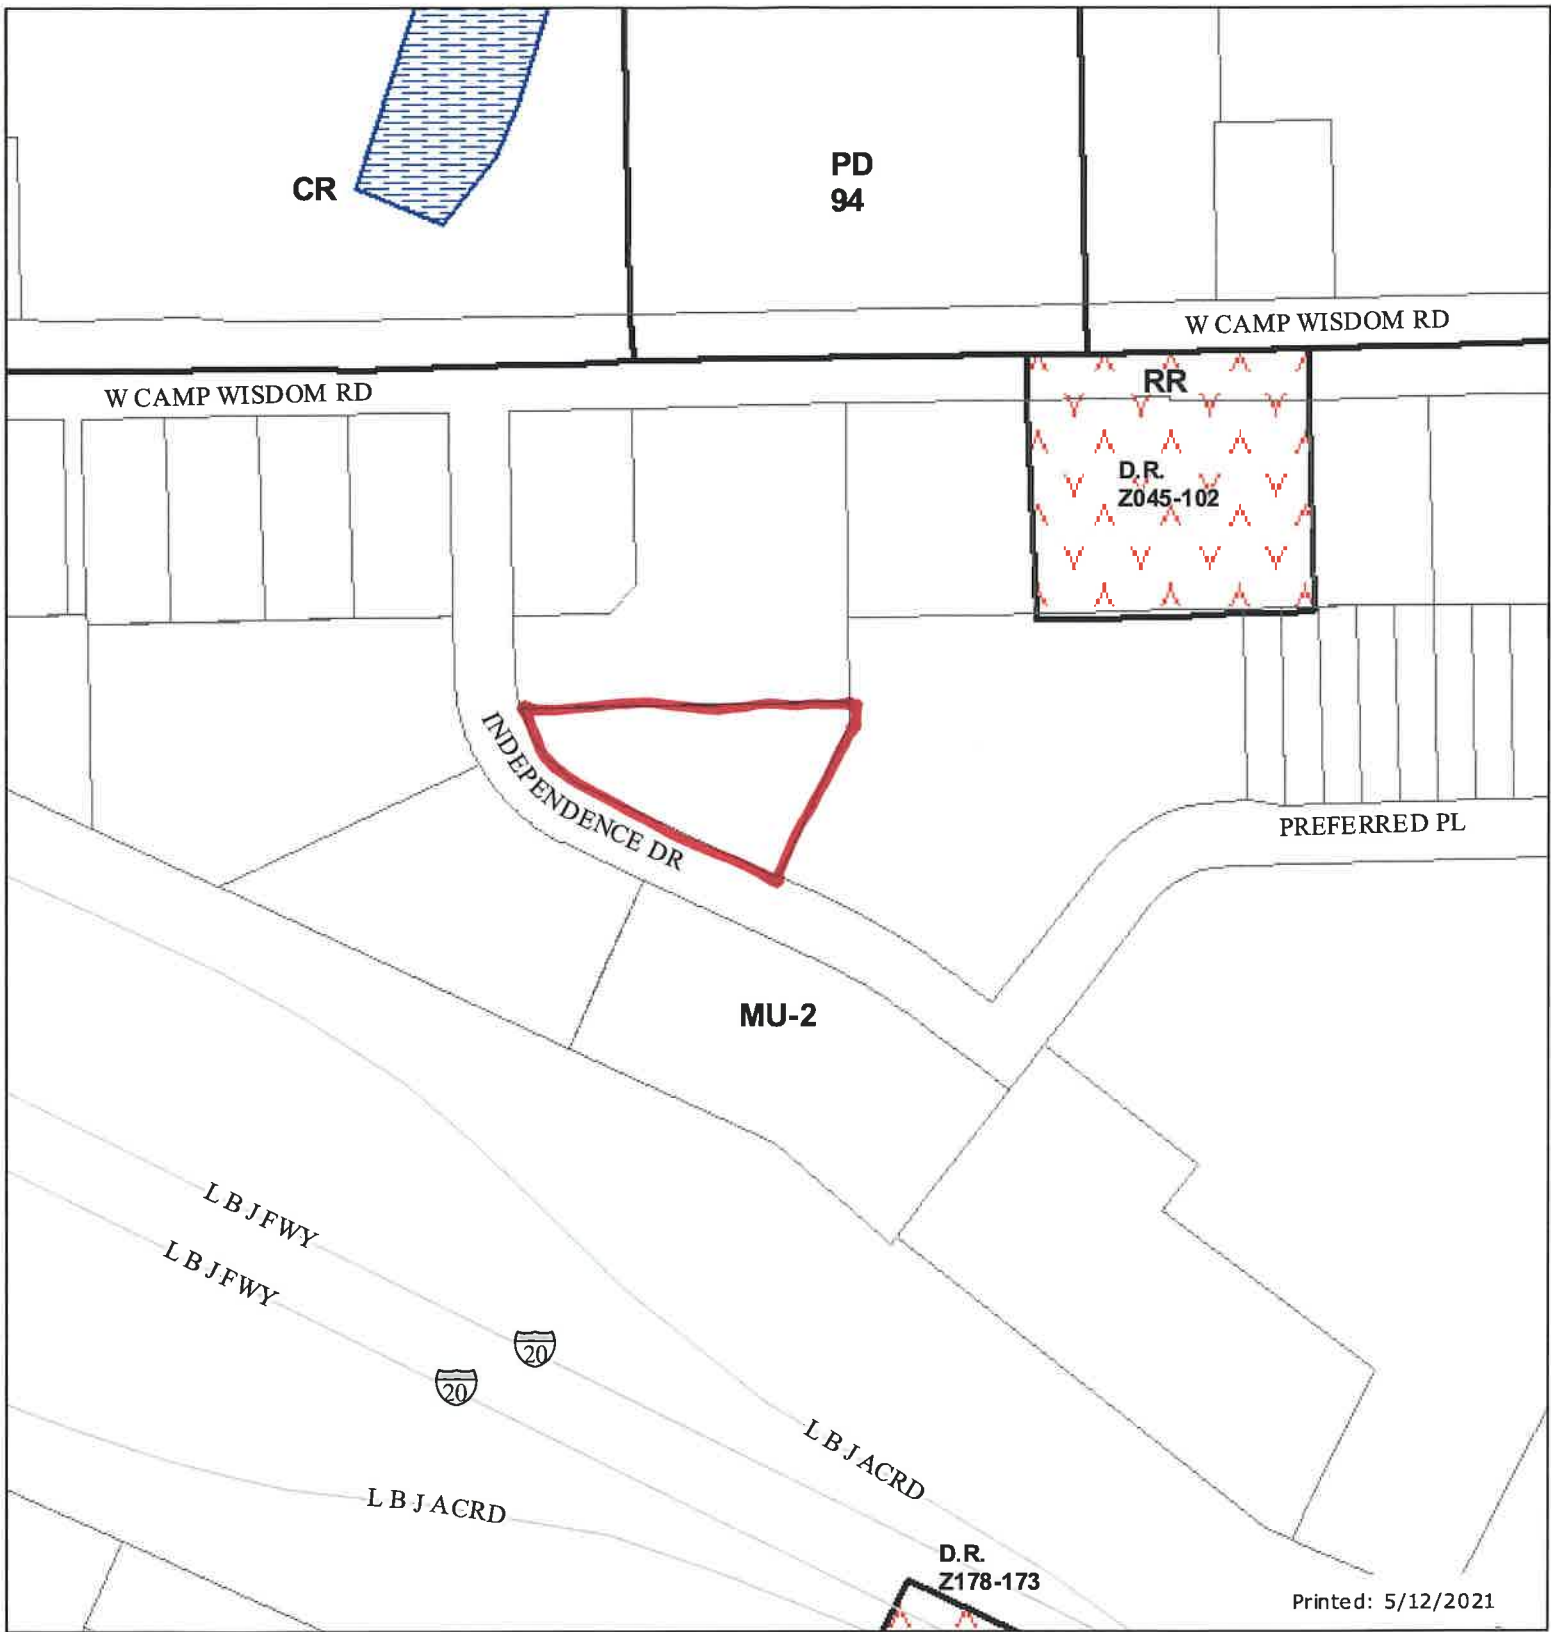 PD
94
CR
W CAMP WISDOM RD
RR
W CAMP WISDOM RD
D.R.
Z045-102
INDEPENDENCE DR
PREFERRED PL
MU-2
L B J FWY
L B J FWY
20
20
L B J ACRD
L B J ACRD
D.R.
Z178-173
Printed: 5/12/2021